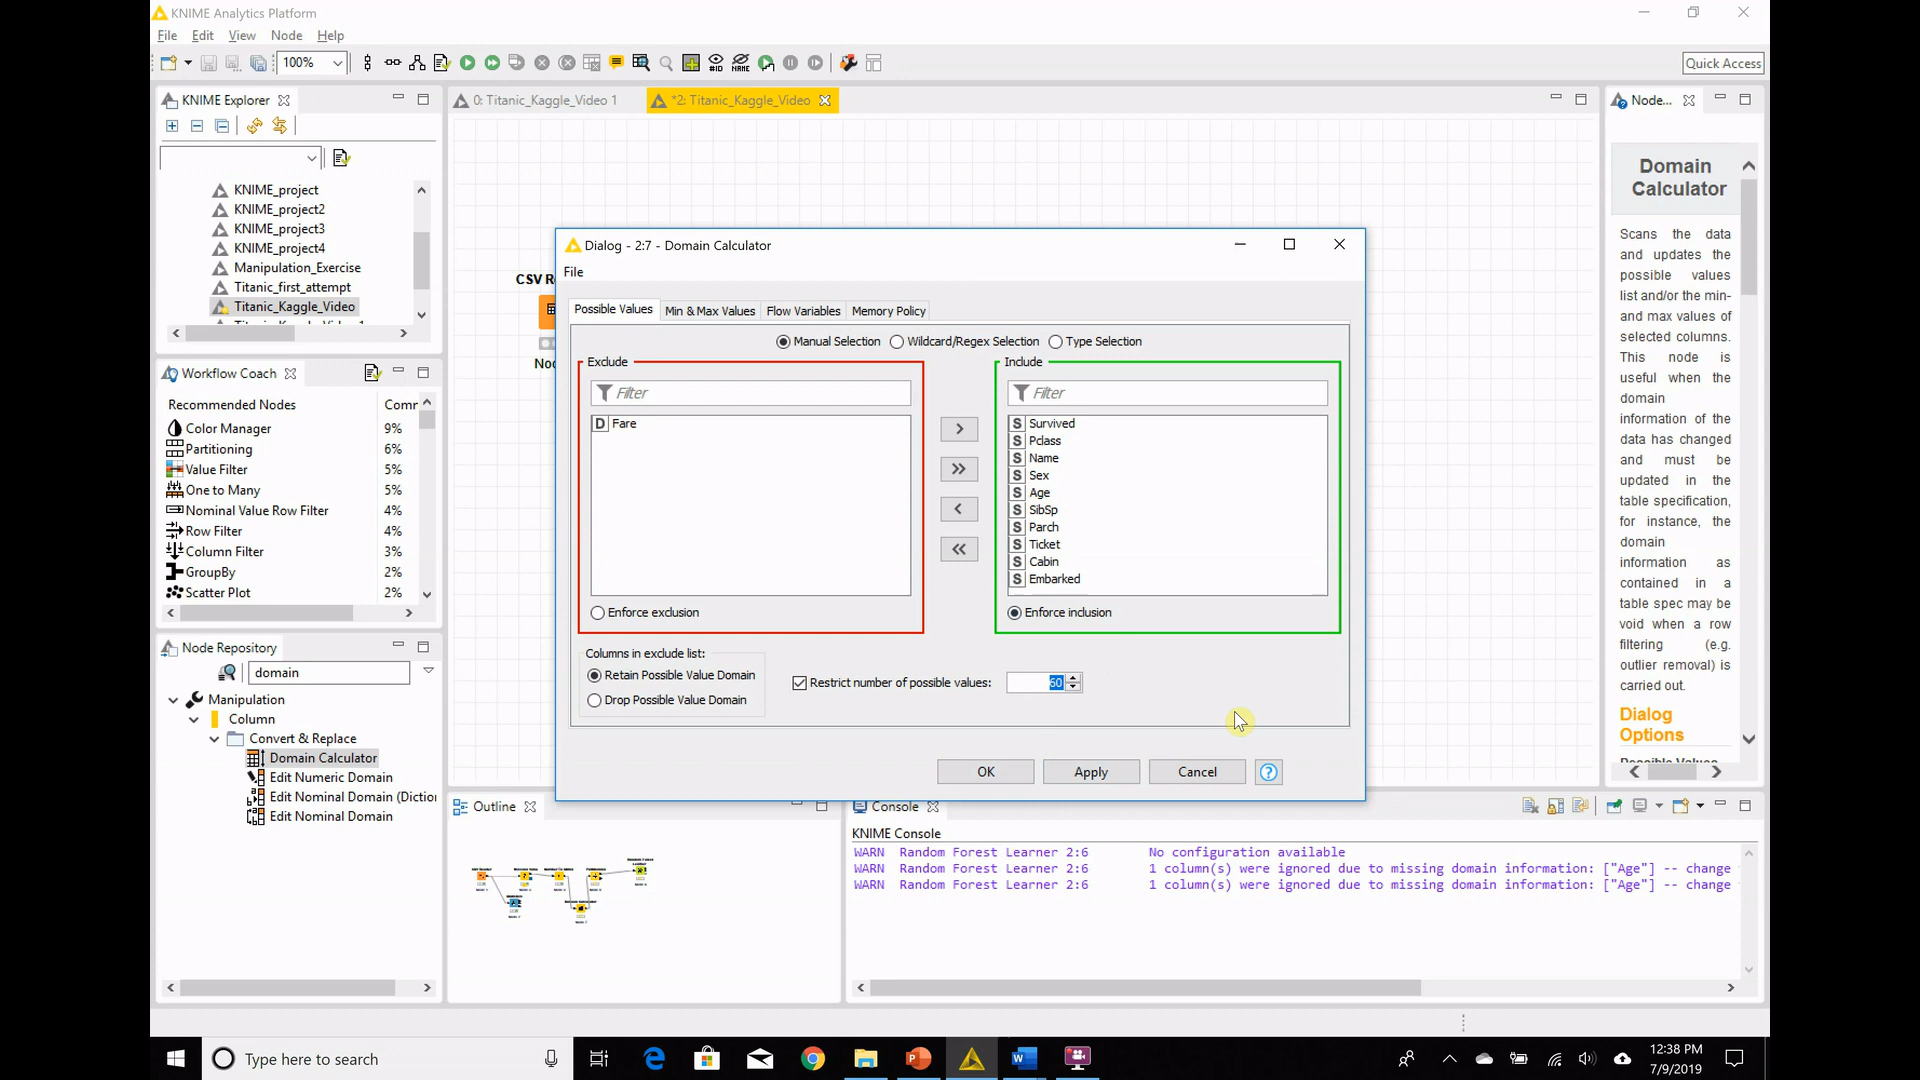 KNIME Analytics Platform
File Edit View Node Help
100%
Quick Access
KNIME Explorer
0: Titanic_Kaggle_Video 1
*2: Titanic_Kaggle_Video
Node...
KNIME_project
KNIME_project2
KNIME_project3
KNIME_project4
Manipulation_Exercise
Titanic_first_attempt
Titanic_Kaggle_Video
Workflow Coach
Recommended Nodes Comr
Color Manager 9%
Partitioning 6%
Value Filter 5%
One to Many 5%
Nominal Value Row Filter 4%
Row Filter 4%
Column Filter 3%
GroupBy 2%
Scatter Plot 2%
Node Repository
domain
Manipulation
Column
Convert & Replace
Domain Calculator
Edit Numeric Domain
Edit Nominal Domain (Dictior
Edit Nominal Domain
CSV Re
Noc
Dialog - 2:7 - Domain Calculator
File
Possible Values Min & Max Values Flow Variables Memory Policy
Manual Selection Wildcard/Regex Selection Type Selection
Exclude
Filter
D Fare
Enforce exclusion
>
>>
<
<<
Include
Filter
S Survived
S Pclass
S Name
S Sex
S Age
S SibSp
S Parch
S Ticket
S Cabin
S Embarked
Enforce inclusion
Columns in exclude list:
Retain Possible Value Domain
Drop Possible Value Domain
Restrict number of possible values: 60
OK Apply Cancel ?
Domain
Calculator
Scans the data
and updates the
possible values
list and/or the min-
and max values of
selected columns.
This node is
useful when the
domain
information of the
data has changed
and must be
updated in the
table specification,
for instance, the
domain
information as
contained in a
table spec may be
void when a row
filtering (e.g.
outlier removal) is
carried out.
Dialog
Options
Possible Values
Outline
Console
KNIME Console
WARN Random Forest Learner 2:6 No configuration available
WARN Random Forest Learner 2:6 1 column(s) were ignored due to missing domain information: ["Age"] -- change
WARN Random Forest Learner 2:6 1 column(s) were ignored due to missing domain information: ["Age"] -- change
Type here to search
12:38 PM
7/9/2019